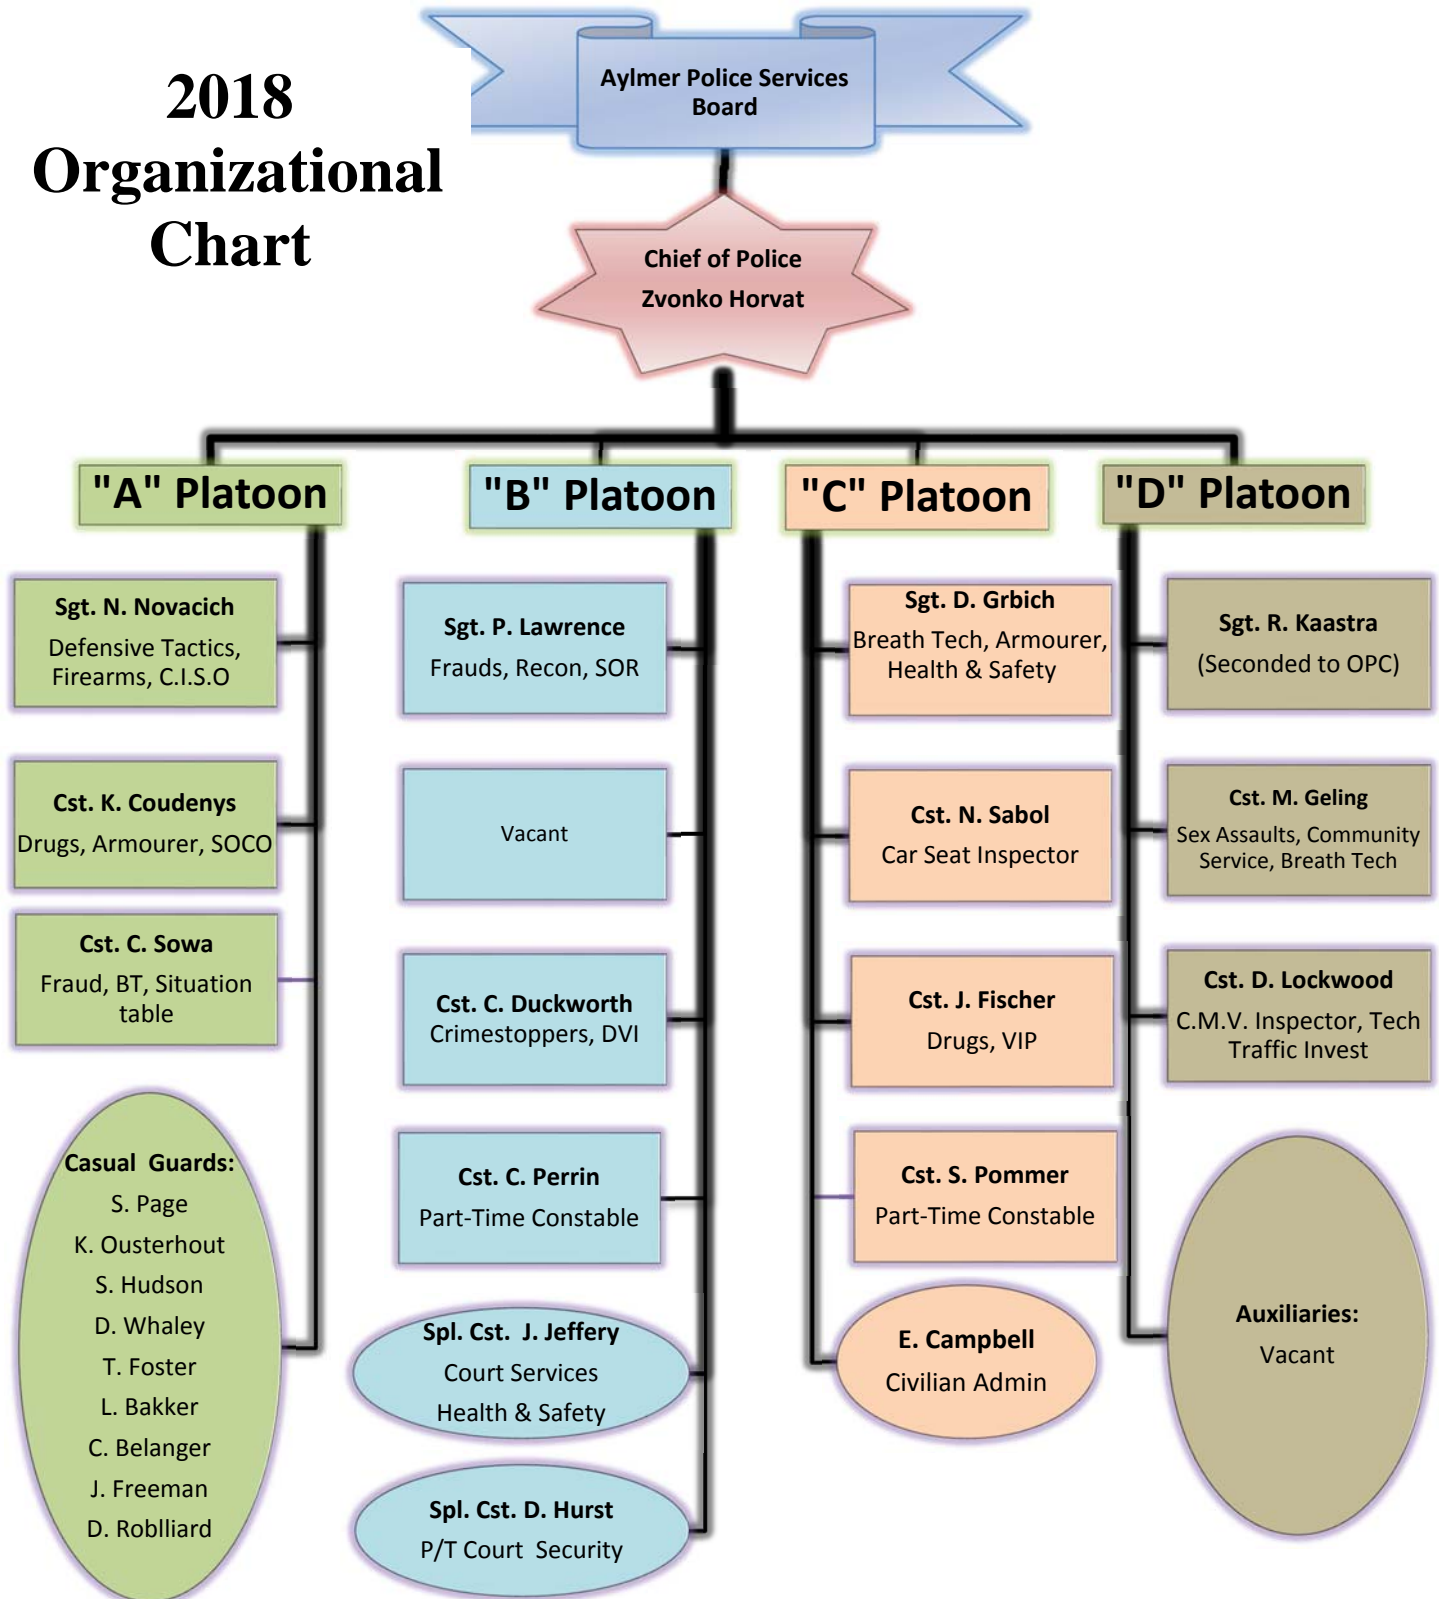 2018
Organizational
Chart
Aylmer Police Services
Board
Chief of Police
Zvonko Horvat
"A" Platoon
Sgt. N. Novacich
Defensive Tactics,
Firearms, C.I.S.O
Cst. K. Coudenys
Drugs, Armourer, SOCO
Cst. C. Sowa
Fraud, BT, Situation
table
Casual Guards:
S. Page
K. Ousterhout
S. Hudson
D. Whaley
T. Foster
L. Bakker
C. Belanger
J. Freeman
D. Roblliard
"B" Platoon
Sgt. P. Lawrence
Frauds, Recon, SOR
Vacant
Cst. C. Duckworth
Crimestoppers, DVI
Cst. C. Perrin
Part-Time Constable
Spl. Cst. J. Jeffery
Court Services
Health & Safety
Spl. Cst. D. Hurst
P/T Court Security
"C" Platoon
Sgt. D. Grbich
Breath Tech, Armourer,
Health & Safety
Cst. N. Sabol
Car Seat Inspector
Cst. J. Fischer
Drugs, VIP
Cst. S. Pommer
Part-Time Constable
E. Campbell
Civilian Admin
"D" Platoon
Sgt. R. Kaastra
(Seconded to OPC)
Cst. M. Geling
Sex Assaults, Community
Service, Breath Tech
Cst. D. Lockwood
C.M.V. Inspector, Tech
Traffic Invest
Auxiliaries:
Vacant